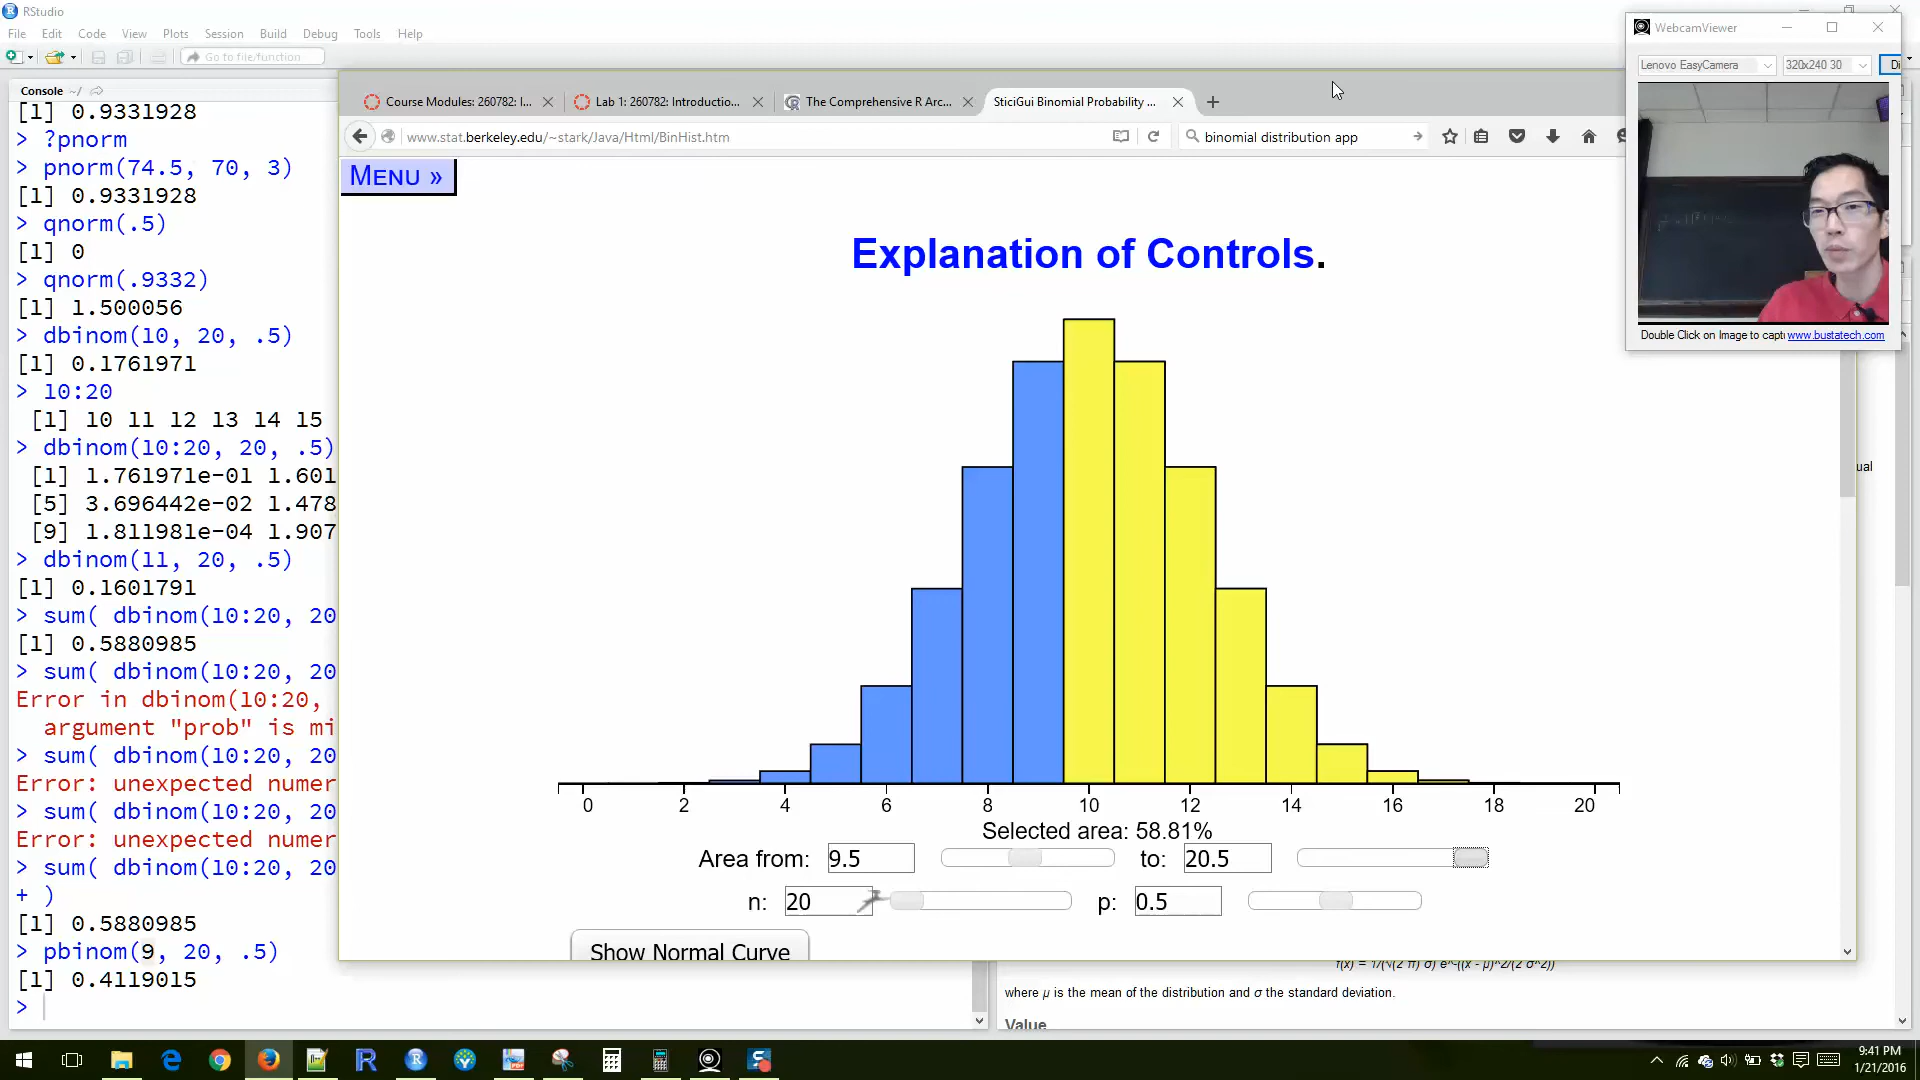 RStudio
File Edit Code View Plots Session Build Debug Tools Help
Go to file/function
Console ~/
[1] 0.9331928
> ?pnorm
> pnorm(74.5, 70, 3)
[1] 0.9331928
> qnorm(.5)
[1] 0
> qnorm(.9332)
[1] 1.500056
> dbinom(10, 20, .5)
[1] 0.1761971
> 10:20
[1] 10 11 12 13 14 15
> dbinom(10:20, 20, .5)
[1] 1.761971e-01 1.601
[5] 3.696442e-02 1.478
[9] 1.811981e-04 1.907
> dbinom(11, 20, .5)
[1] 0.1601791
> sum( dbinom(10:20, 20
[1] 0.5880985
> sum( dbinom(10:20, 20
Error in dbinom(10:20,
argument "prob" is mi
> sum( dbinom(10:20, 20
Error: unexpected numer
> sum( dbinom(10:20, 20
Error: unexpected numer
> sum( dbinom(10:20, 20
+ )
[1] 0.5880985
> pbinom(9, 20, .5)
[1] 0.4119015
>
Course Modules: 260782: I...
Lab 1: 260782: Introductio...
The Comprehensive R Arc...
SticiGui Binomial Probability ...
www.stat.berkeley.edu/~stark/Java/Html/BinHist.htm
binomial distribution app
MENU »
Explanation of Controls.
0 2 4 6 8 10 12 14 16 18 20
Selected area: 58.81%
Area from: 9.5 to: 20.5
n: 20 p: 0.5
Show Normal Curve
WebcamViewer
Lenovo EasyCamera 320x240 30 Di
Double Click on Image to capt www.bustatech.com
ual
f(x) = 1/(√(2 π) σ) e^-((x - μ)^2/(2 σ^2))
where μ is the mean of the distribution and σ the standard deviation.
Value
9:41 PM
1/21/2016